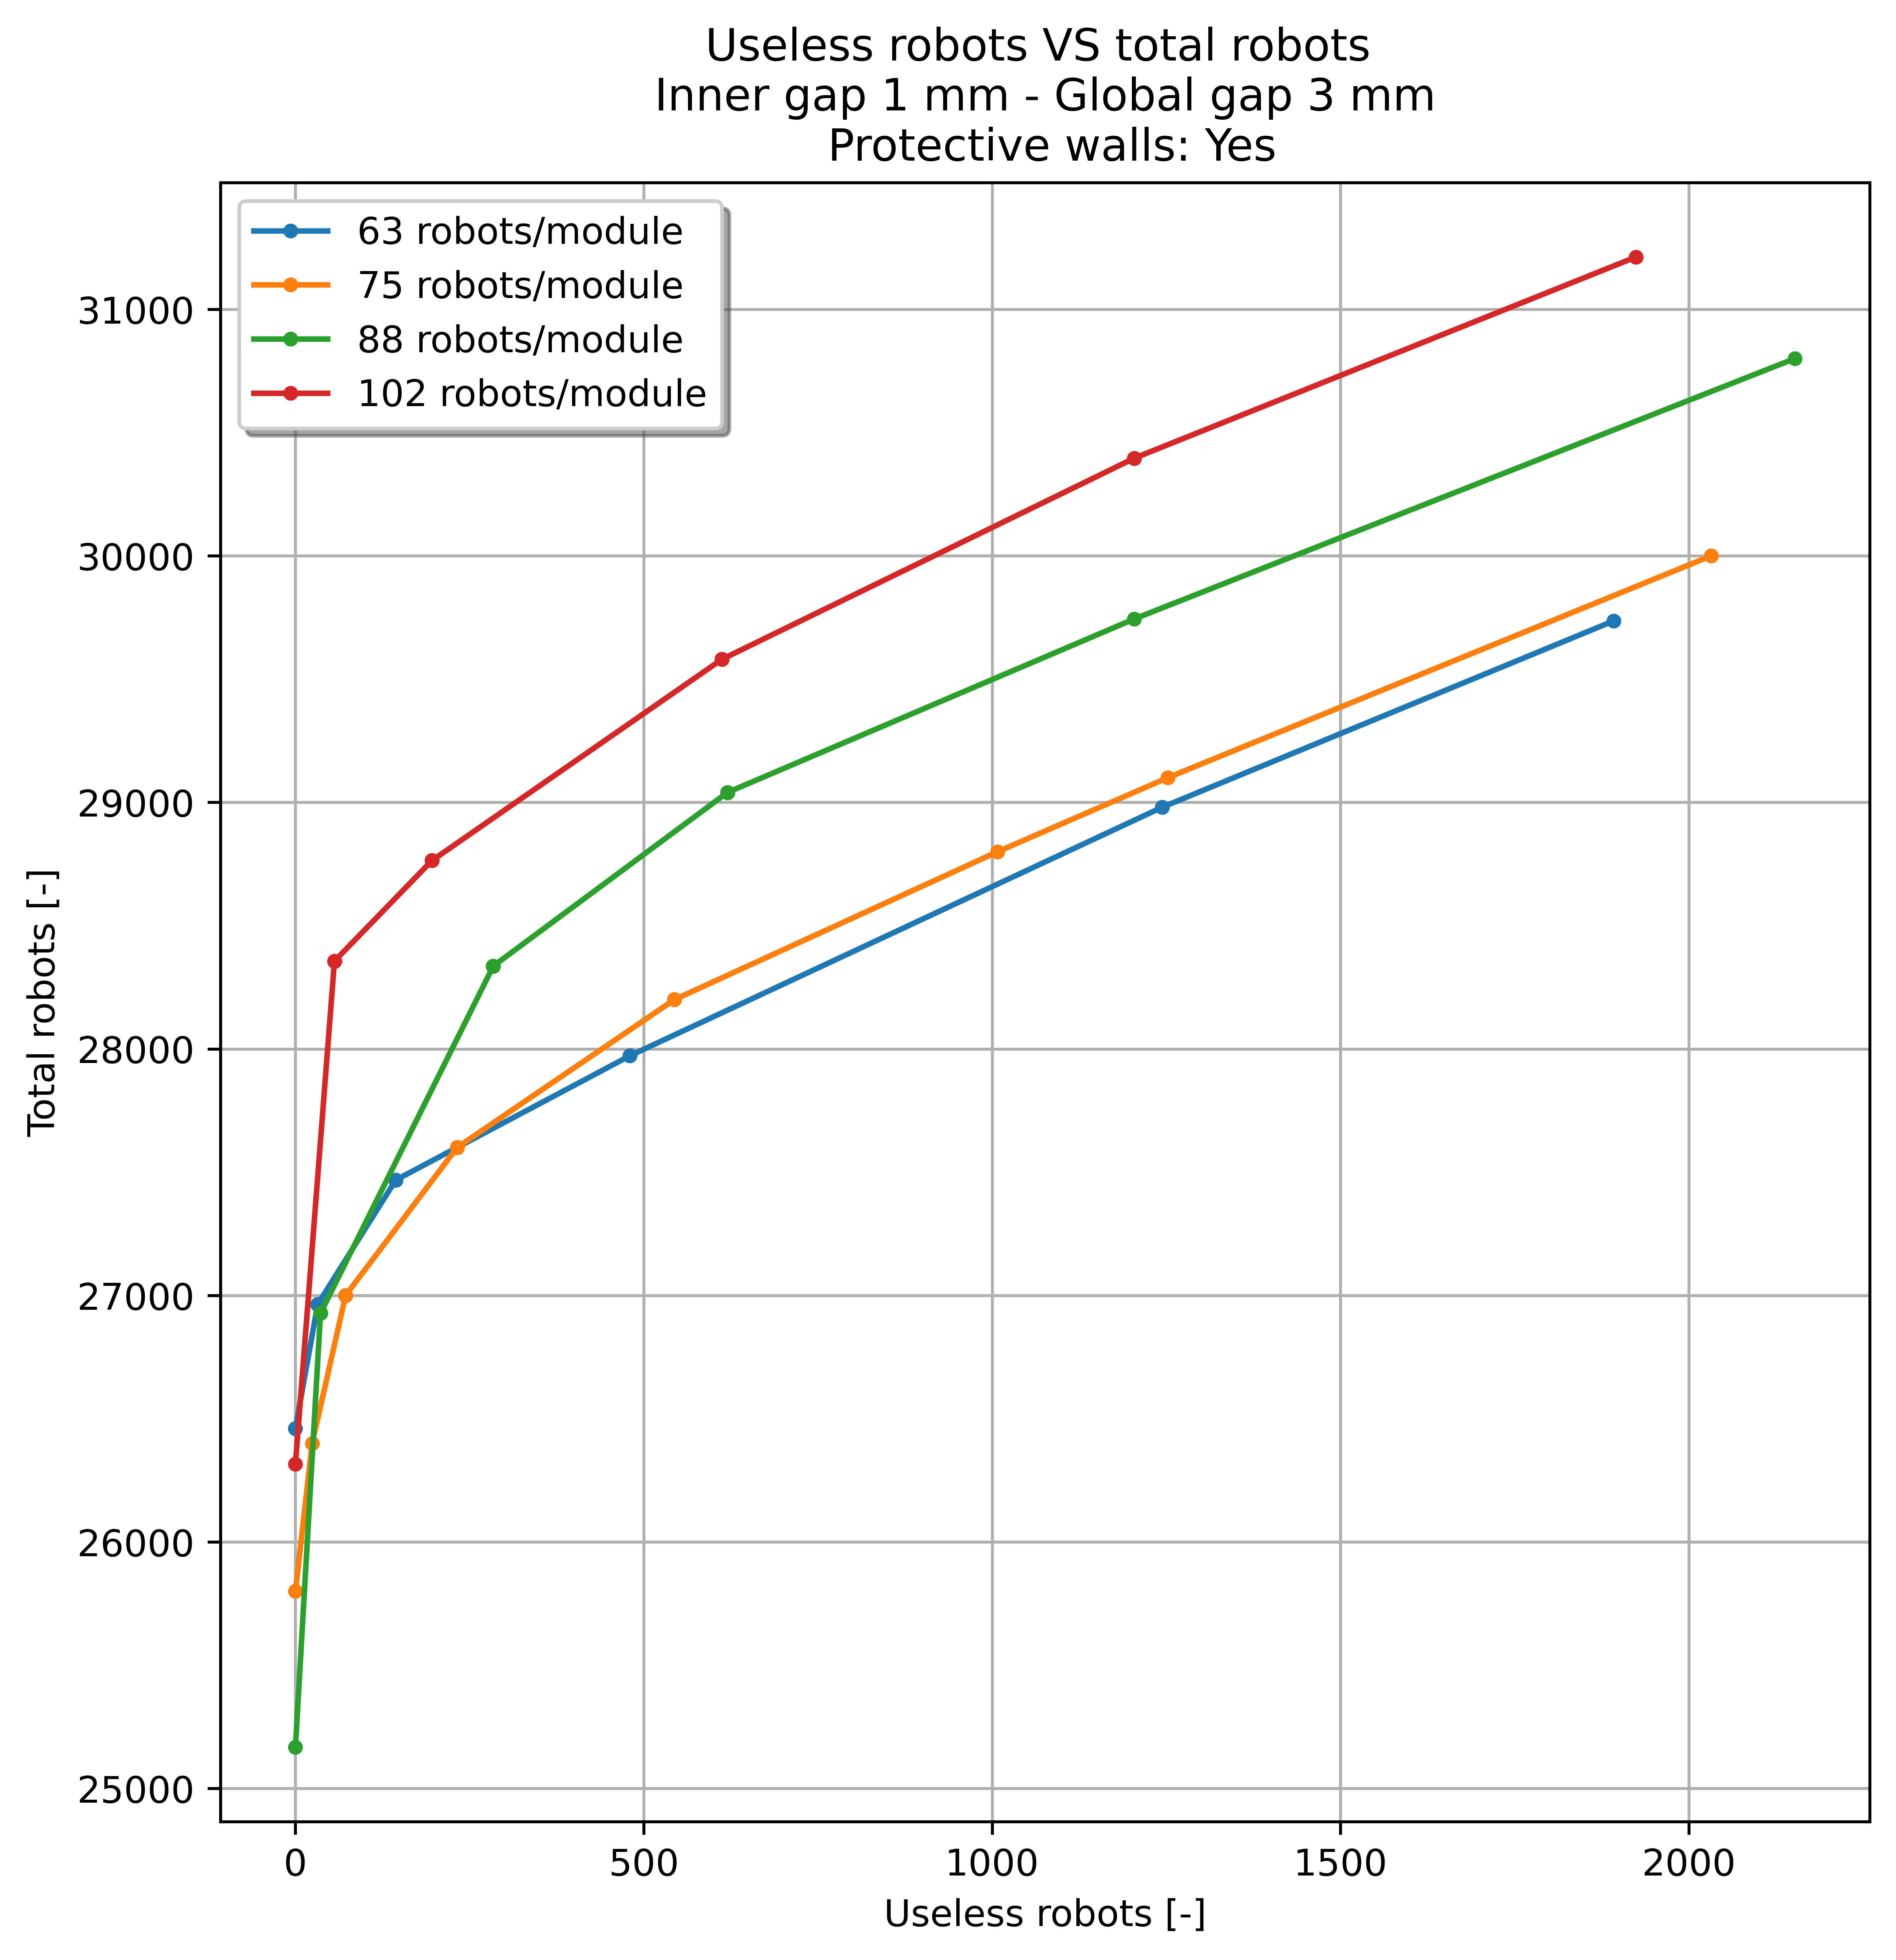 Useless robots VS total robots
Inner gap 1 mm - Global gap 3 mm
Protective walls: Yes
63 robots/module
75 robots/module
88 robots/module
102 robots/module
31000
30000
29000
28000
27000
26000
25000
Total robots [-]
0 500 1000 1500 2000
Useless robots [-]